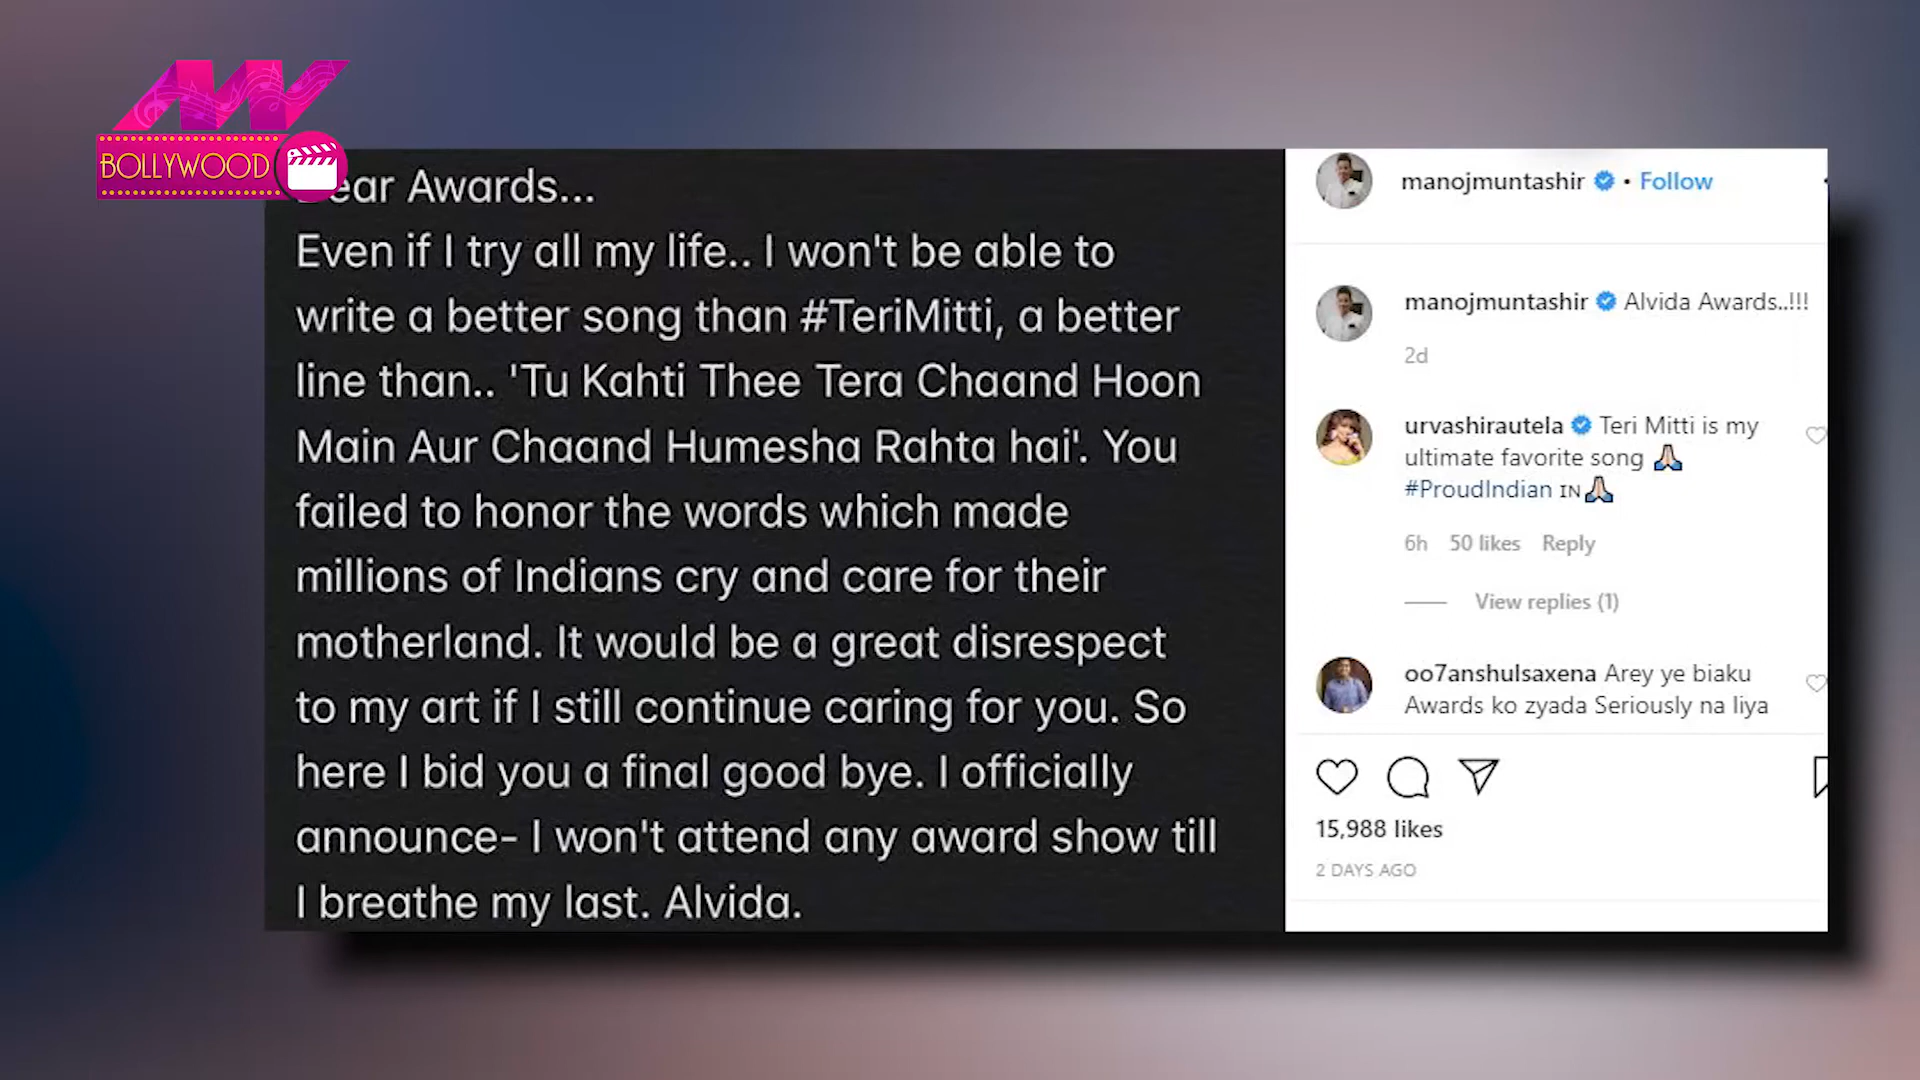 BOLLYWOOD
ear Awards...
Even if I try all my life.. I won't be able to
write a better song than #TeriMitti, a better
line than.. 'Tu Kahti Thee Tera Chaand Hoon
Main Aur Chaand Humesha Rahta hai'. You
failed to honor the words which made
millions of Indians cry and care for their
motherland. It would be a great disrespect
to my art if I still continue caring for you. So
here I bid you a final good bye. I officially
announce- I won't attend any award show till
I breathe my last. Alvida.
manojmuntashir • Follow
manojmuntashir Alvida Awards..!!!
2d
urvashirautela Teri Mitti is my
ultimate favorite song 🙏🏻
#ProudIndian IN🙏🏻
6h 50 likes Reply
View replies (1)
oo7anshulsaxena Arey ye biaku
Awards ko zyada Seriously na liya
15,988 likes
2 DAYS AGO